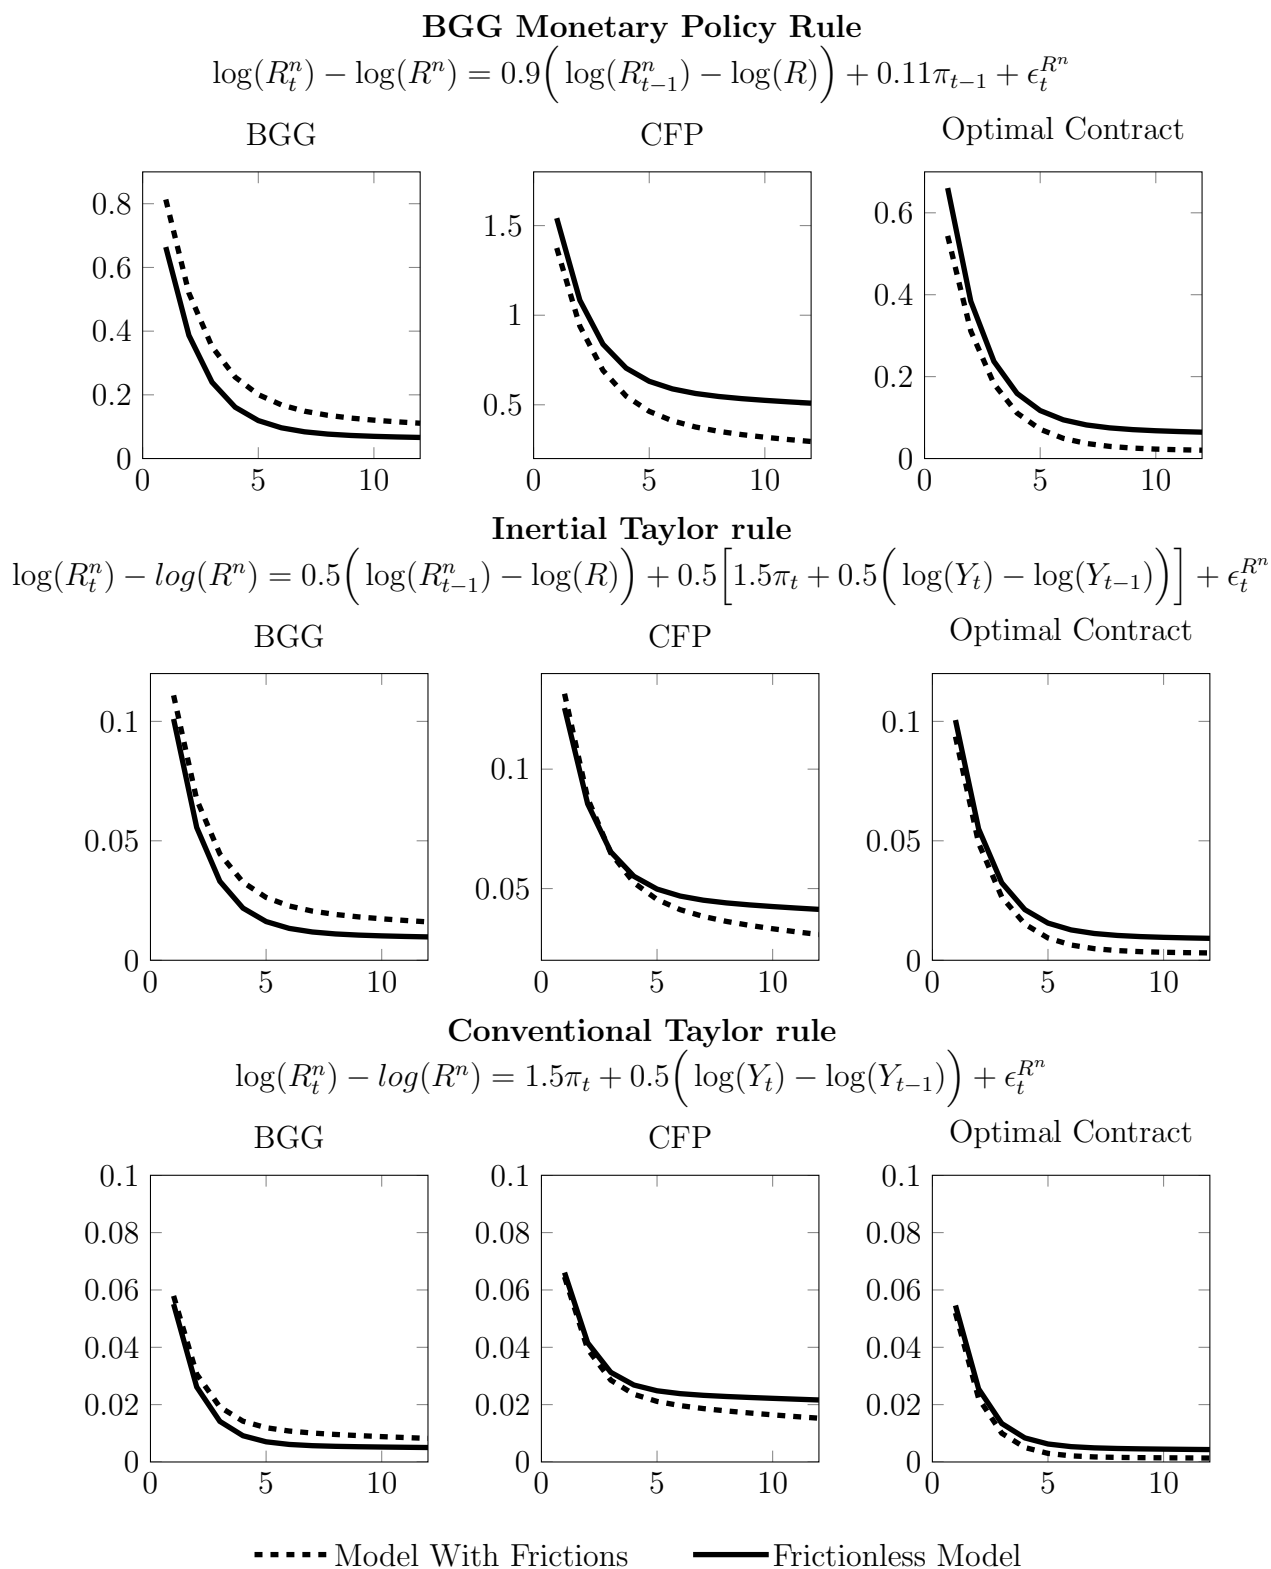 BGG Monetary Policy Rule
log(R_t^n) − log(R^n) = 0.9(log(R_{t−1}^n) − log(R)) + 0.11π_{t−1} + ϵ_t^{R^n}
BGG CFP Optimal Contract
0.8
0.6
0.4
0.2
0
0 5 10
1.5
1
0.5
0 5 10
0.6
0.4
0.2
0
0 5 10
Inertial Taylor rule
log(R_t^n) − log(R^n) = 0.5(log(R_{t−1}^n) − log(R)) + 0.5[1.5π_t + 0.5(log(Y_t) − log(Y_{t−1}))] + ϵ_t^{R^n}
BGG CFP Optimal Contract
0.1
0.05
0
0 5 10
0.1
0.05
0 5 10
0.1
0.05
0
0 5 10
Conventional Taylor rule
log(R_t^n) − log(R^n) = 1.5π_t + 0.5(log(Y_t) − log(Y_{t−1})) + ϵ_t^{R^n}
BGG CFP Optimal Contract
0.1
0.08
0.06
0.04
0.02
0
0 5 10
0.1
0.08
0.06
0.04
0.02
0
0 5 10
0.1
0.08
0.06
0.04
0.02
0
0 5 10
Model With Frictions Frictionless Model